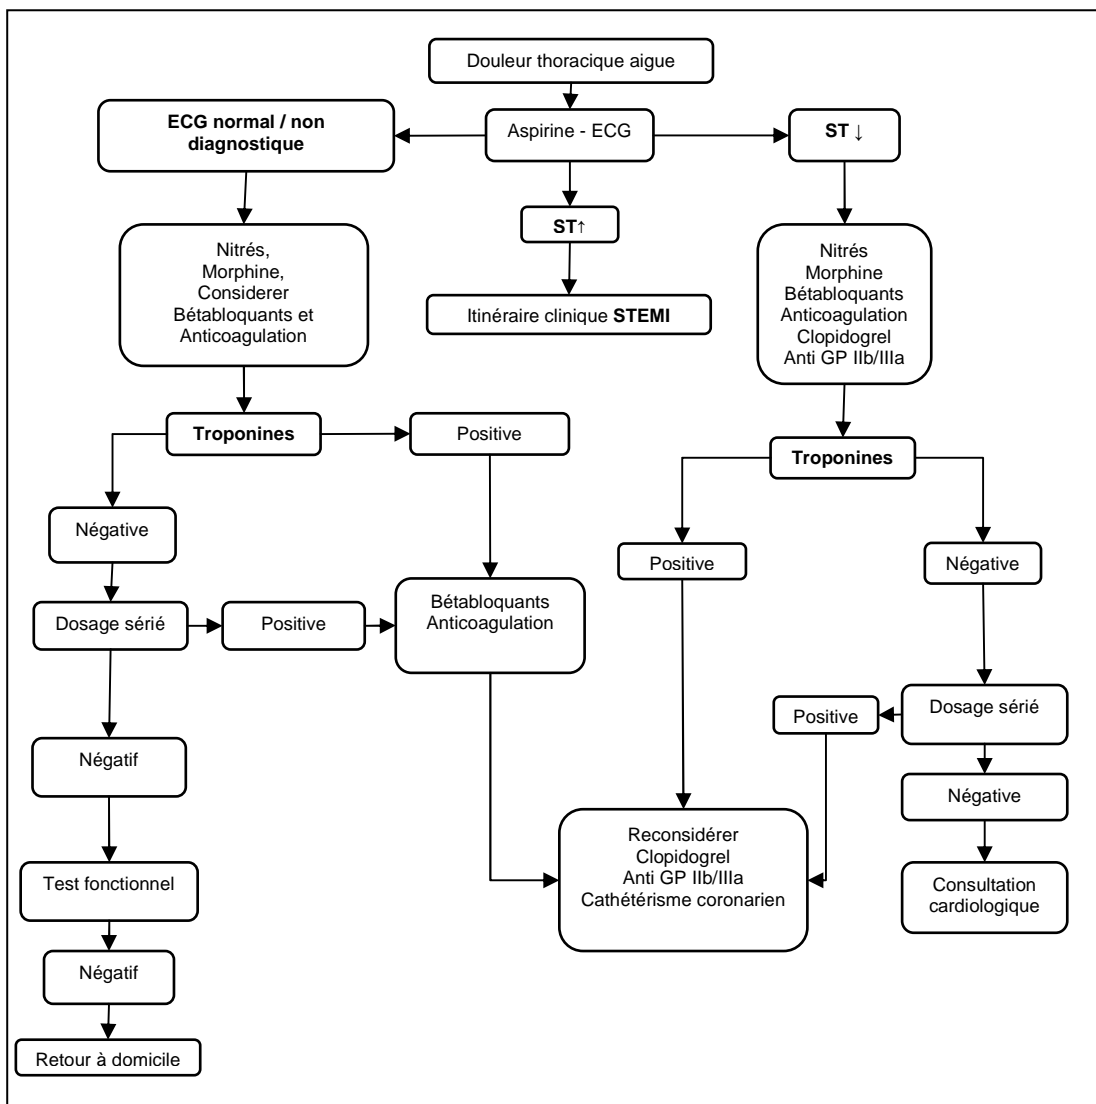 Douleur thoracique aigue
ECG normal / non
diagnostique
Aspirine - ECG
ST ↓
ST↑
Nitrés,
Morphine,
Considerer
Bétabloquants et
Anticoagulation
Nitrés
Morphine
Bétabloquants
Anticoagulation
Clopidogrel
Anti GP IIb/IIIa
Itinéraire clinique STEMI
Troponines
Positive
Troponines
Négative
Positive
Négative
Dosage sérié
Positive
Bétabloquants
Anticoagulation
Positive
Dosage sérié
Négatif
Négative
Reconsidérer
Clopidogrel
Anti GP IIb/IIIa
Cathétérisme coronarien
Test fonctionnel
Consultation
cardiologique
Négatif
Retour à domicile